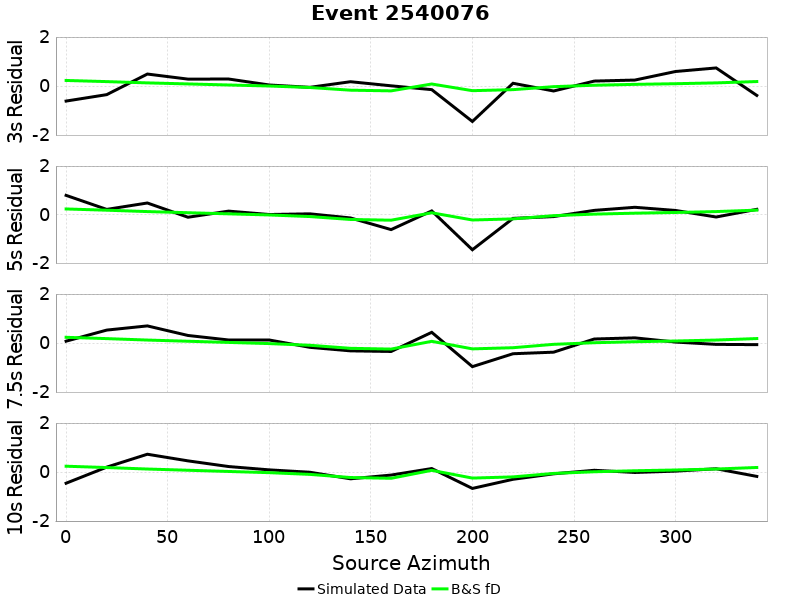 Event 2540076
3s Residual
2
0
-2
5s Residual
2
0
-2
7.5s Residual
2
0
-2
10s Residual
2
0
-2
0 50 100 150 200 250 300
Source Azimuth
Simulated Data B&S fD